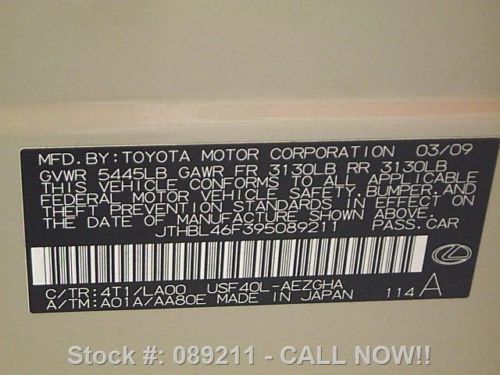 MFD. BY: TOYOTA MOTOR CORPORATION 03/09
GVWR 5445LB GAWR FR 3130LB RR 3130LB
THIS VEHICLE CONFORMS TO ALL APPLICABLE
FEDERAL MOTOR VEHICLE SAFETY, BUMPER, AND
THEFT PREVENTION STANDARDS IN EFFECT ON
THE DATE OF MANUFACTURE SHOWN ABOVE.
JTHBL46F395089211 PASS. CAR
C/TR: 4T1/LA00 USF40L-AEZGHA
A/TM: A01A/AA80E MADE IN JAPAN 114 A
Stock #: 089211 - CALL NOW!!